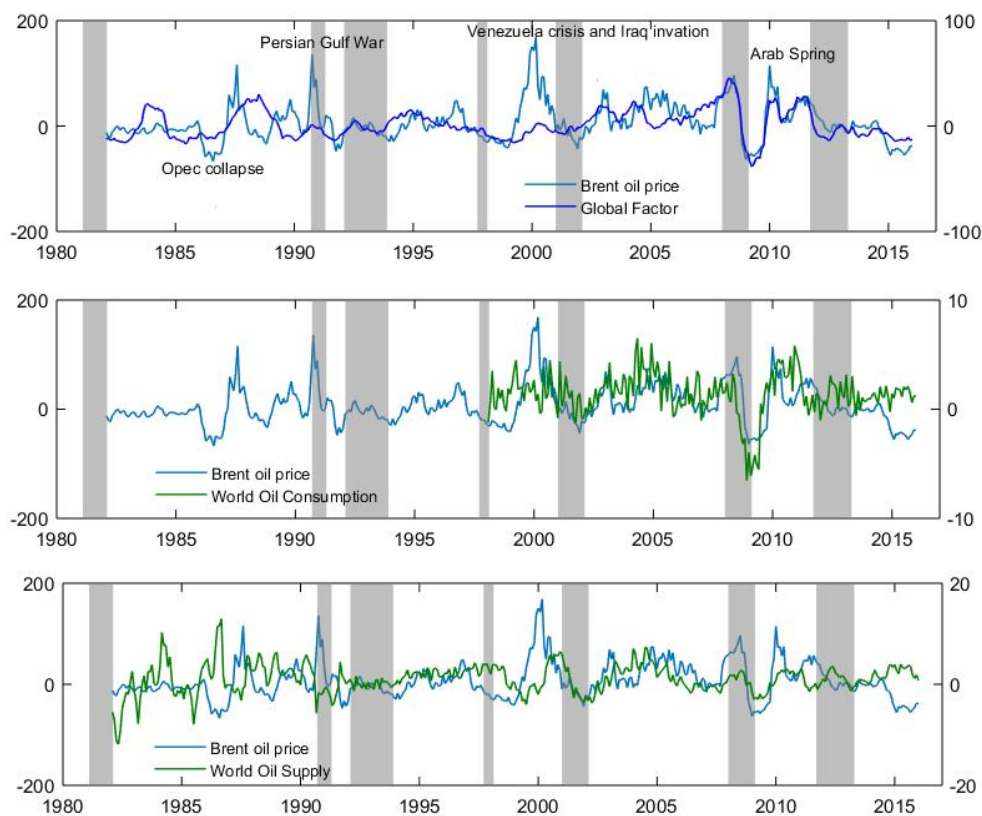 200
100
Persian Gulf War
Venezuela crisis and Iraq invation
Arab Spring
0
0
Opec collapse
Brent oil price
Global Factor
-200
-100
1980 1985 1990 1995 2000 2005 2010 2015
200
10
0
0
Brent oil price
World Oil Consumption
-200
-10
1980 1985 1990 1995 2000 2005 2010 2015
200
20
0
0
Brent oil price
World Oil Supply
-200
-20
1980 1985 1990 1995 2000 2005 2010 2015